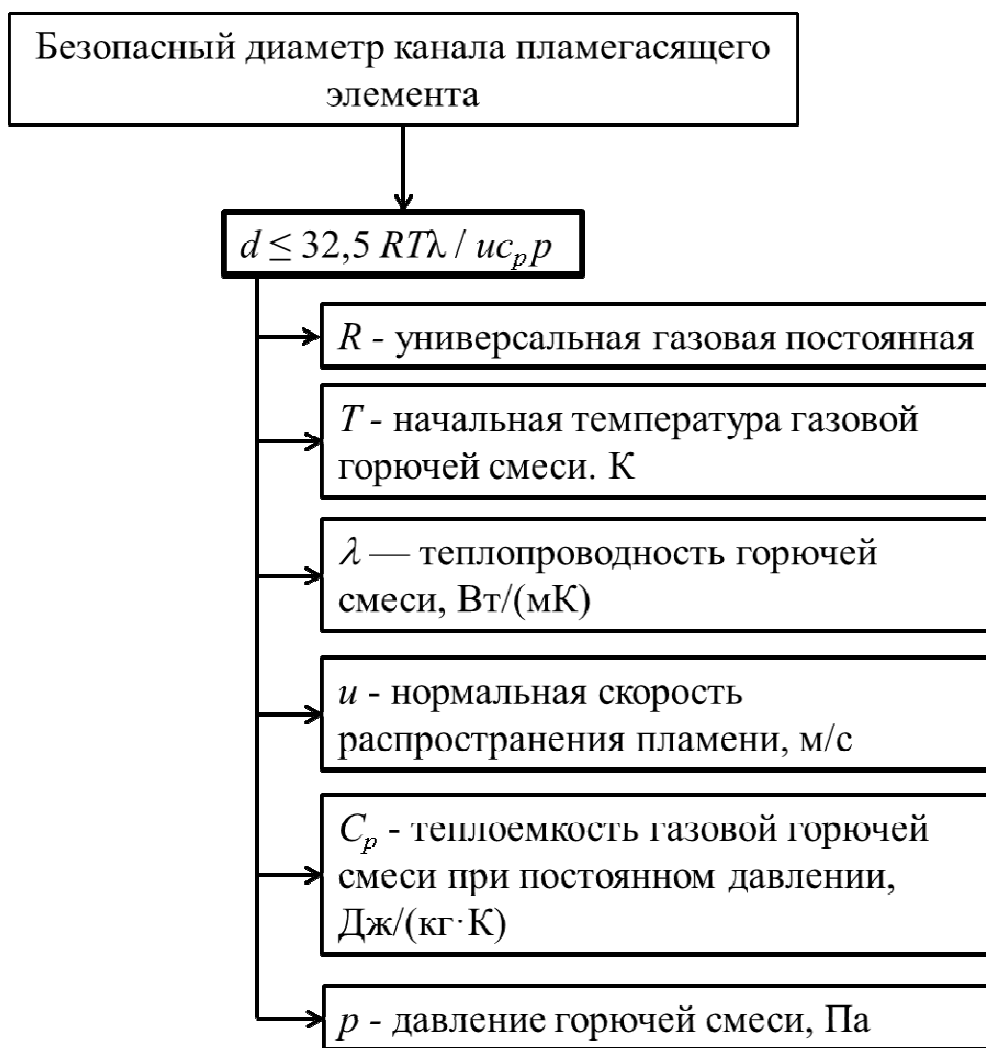 Безопасный диаметр канала пламегасящего
элемента
d ≤ 32,5 RTλ / uc_p p
R - универсальная газовая постоянная
T - начальная температура газовой
горючей смеси. К
λ — теплопроводность горючей
смеси, Вт/(мК)
u - нормальная скорость
распространения пламени, м/с
C_p - теплоемкость газовой горючей
смеси при постоянном давлении,
Дж/(кг·К)
p - давление горючей смеси, Па